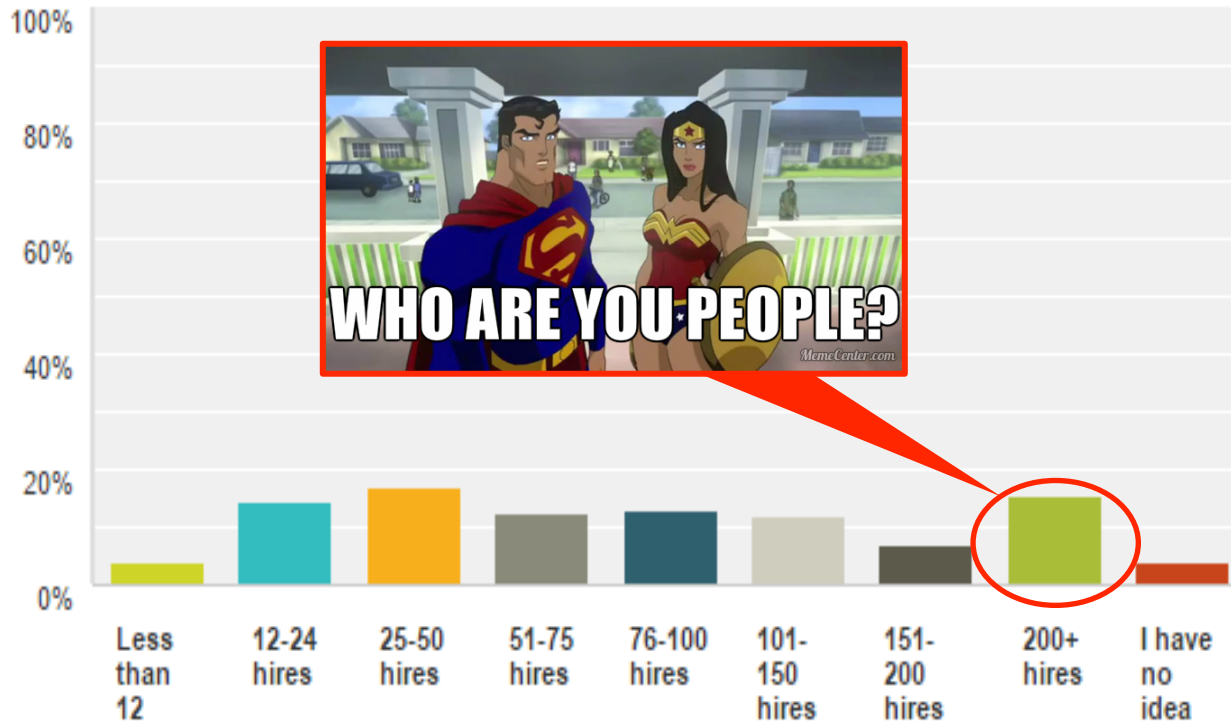 100%
80%
60%
40%
20%
0%
WHO ARE YOU PEOPLE?
MemeCenter.com
Less
than
12
12-24
hires
25-50
hires
51-75
hires
76-100
hires
101-
150
hires
151-
200
hires
200+
hires
I have
no
idea